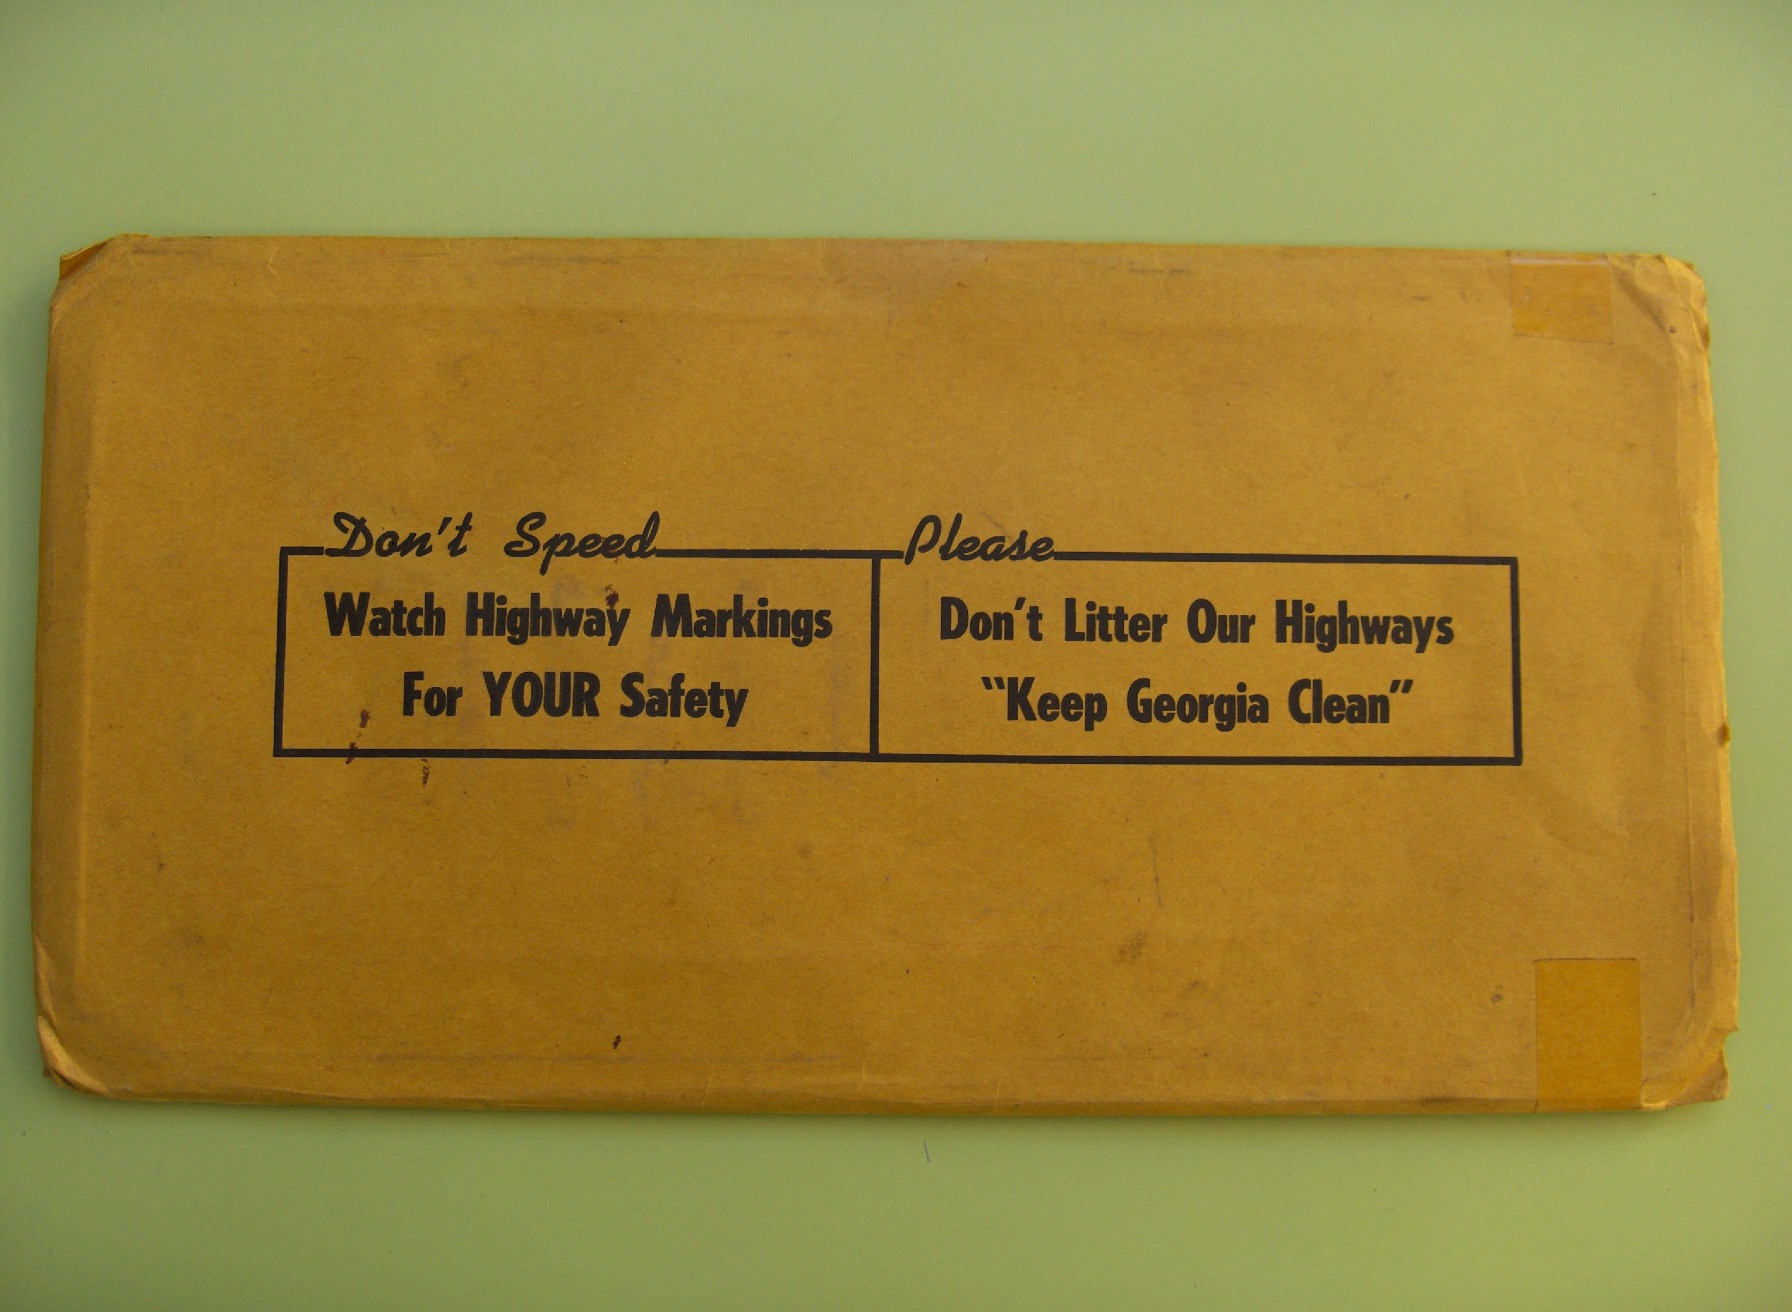 Don't Speed
Watch Highway Markings
For YOUR Safety
Please
Don't Litter Our Highways
"Keep Georgia Clean"